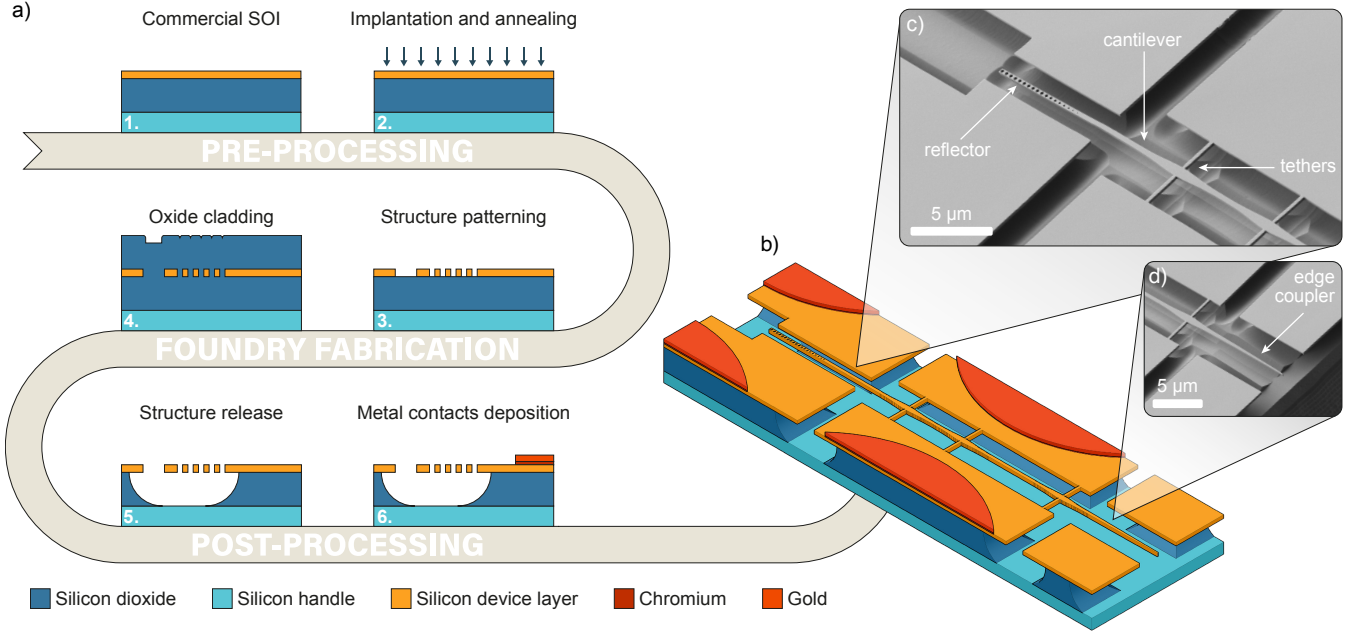 a)
Commercial SOI
Implantation and annealing
1.
2.
PRE-PROCESSING
Oxide cladding
Structure patterning
4.
3.
FOUNDRY FABRICATION
Structure release
Metal contacts deposition
5.
6.
POST-PROCESSING
b)
c)
cantilever
reflector
tethers
5 µm
d)
edge
coupler
5 µm
Silicon dioxide
Silicon handle
Silicon device layer
Chromium
Gold